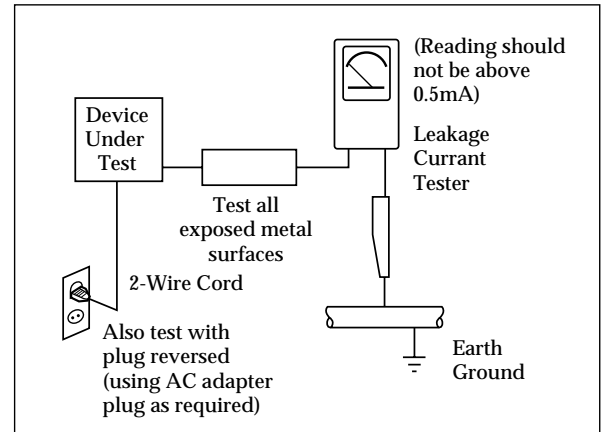 (Reading should
not be above
0.5mA)
Device
Under
Test
Leakage
Currant
Tester
Test all
exposed metal
surfaces
2-Wire Cord
Also test with
plug reversed
(using AC adapter
plug as required)
Earth
Ground